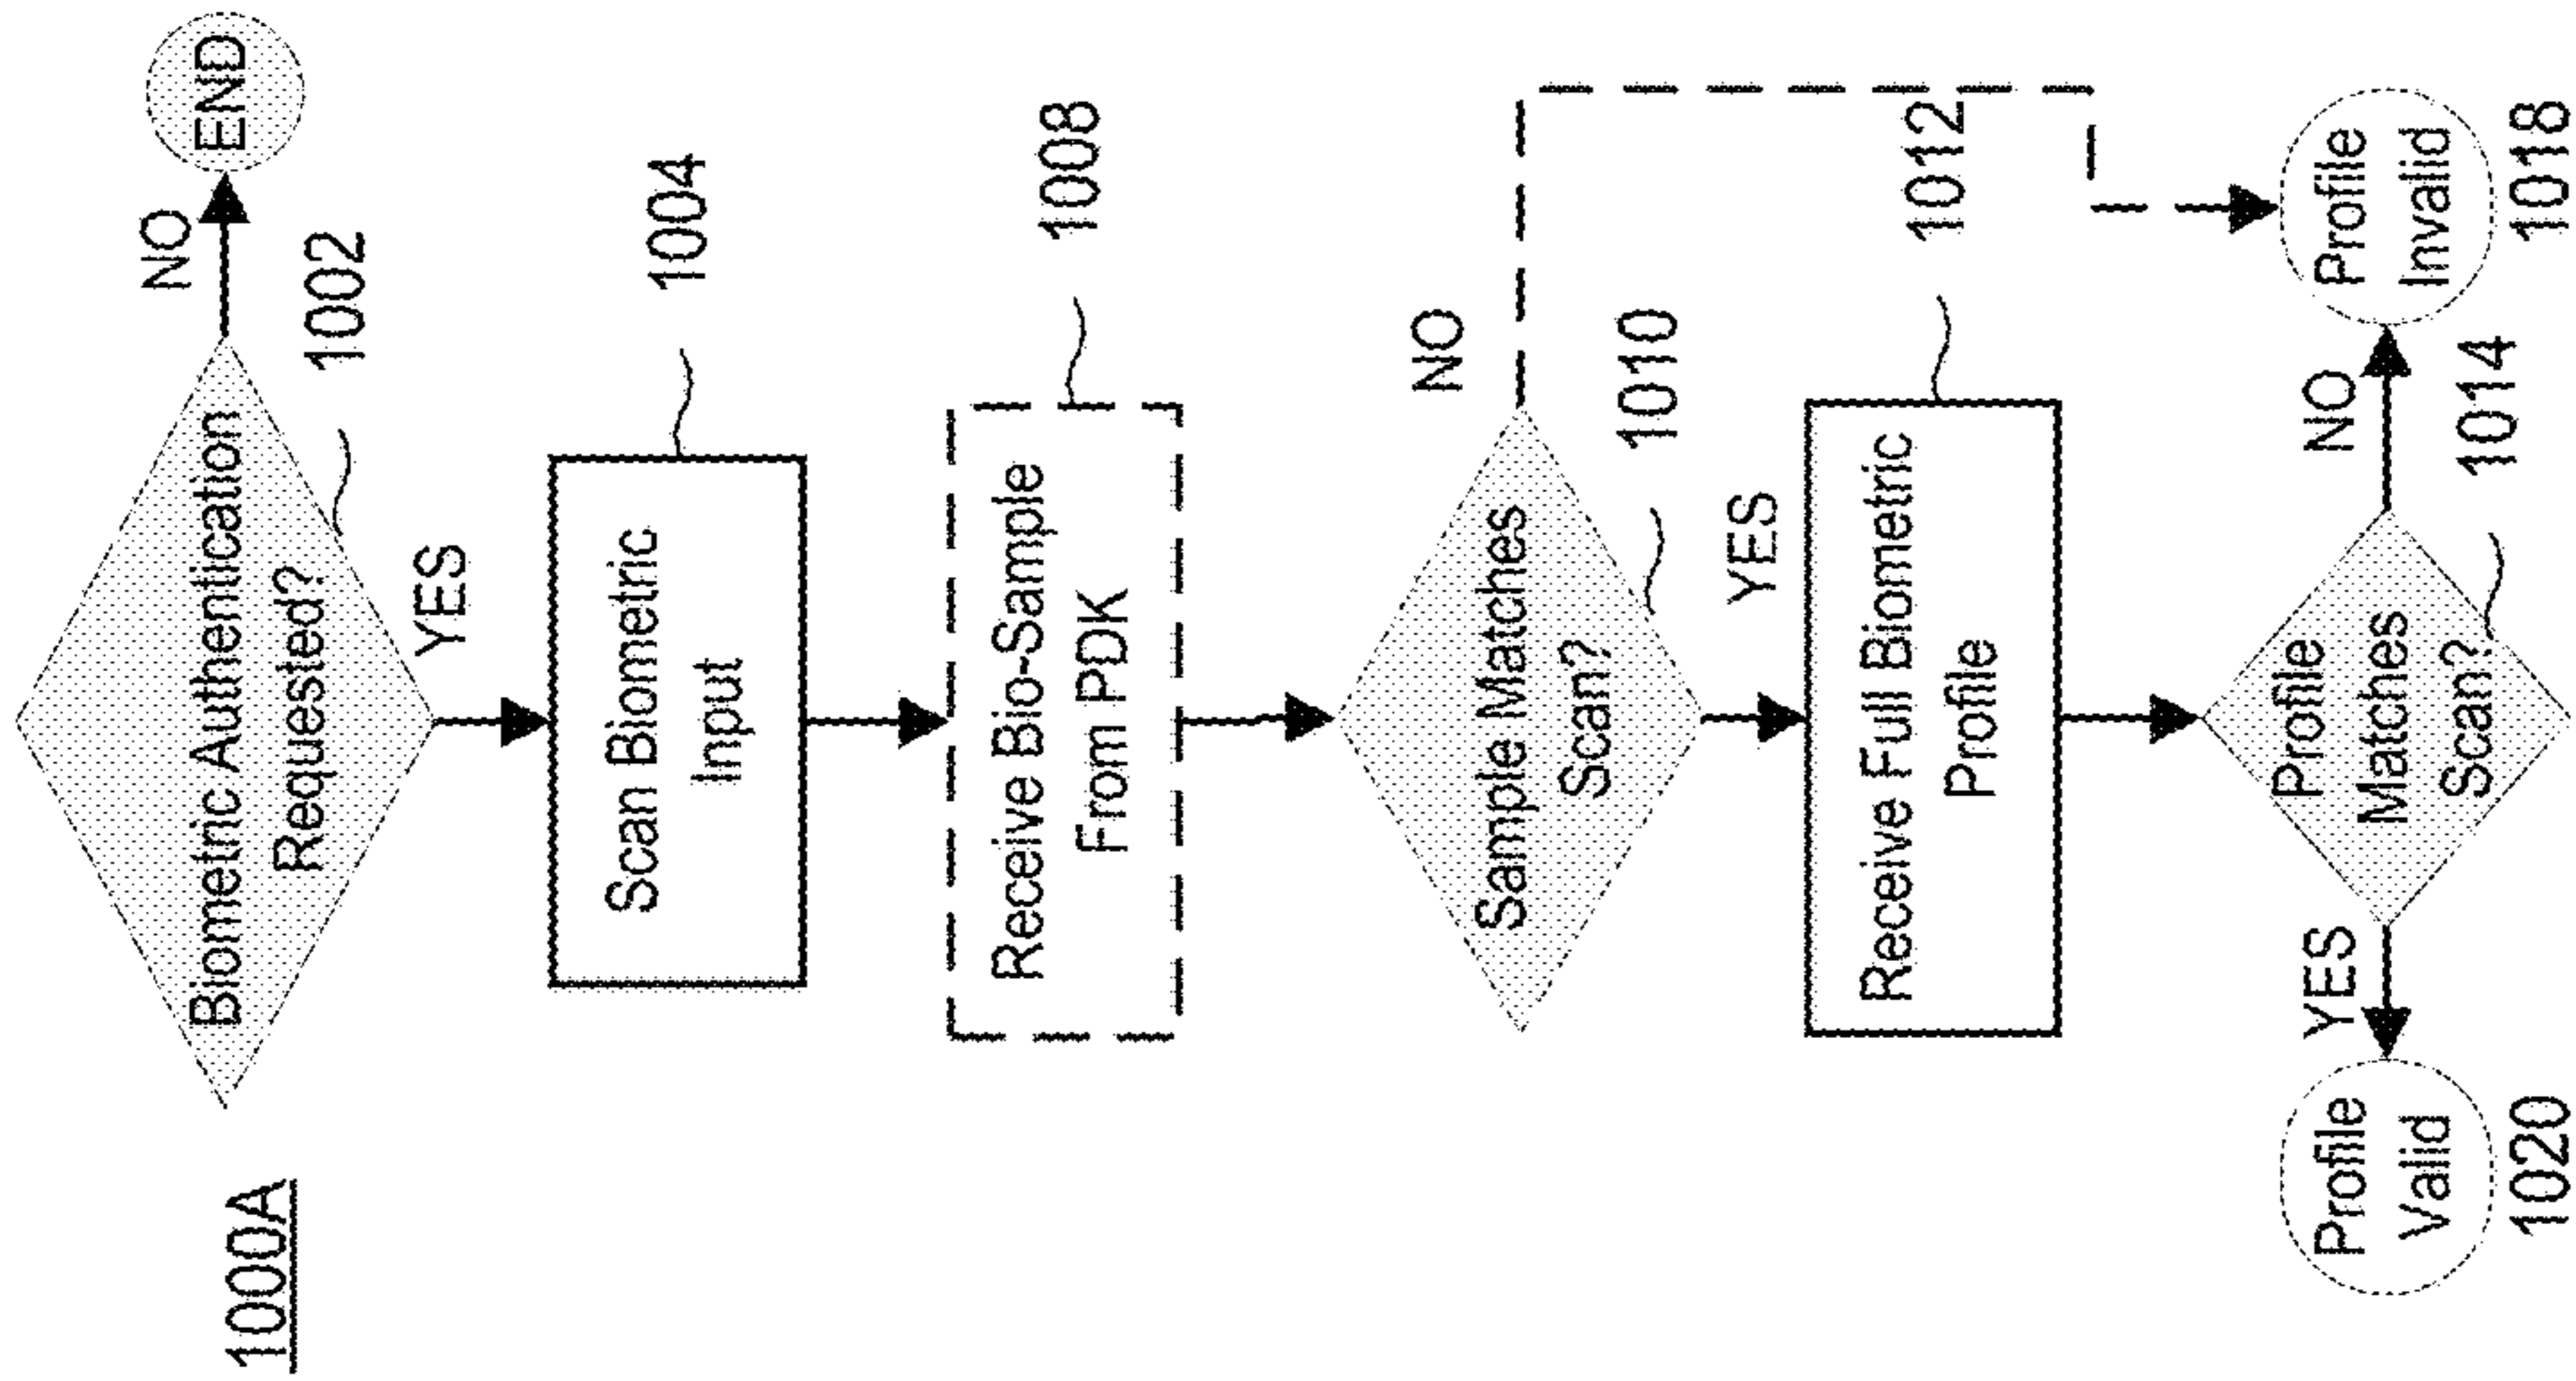 1000A
Biometric Authentication
Requested?
1002
NO
END
YES
Scan Biometric
Input
1004
Receive Bio-Sample
From PDK
1008
Sample Matches
Scan?
1010
NO
YES
Receive Full Biometric
Profile
1012
Profile
Matches
Scan?
1014
YES
Profile
Valid
1020
NO
Profile
Invalid
1018